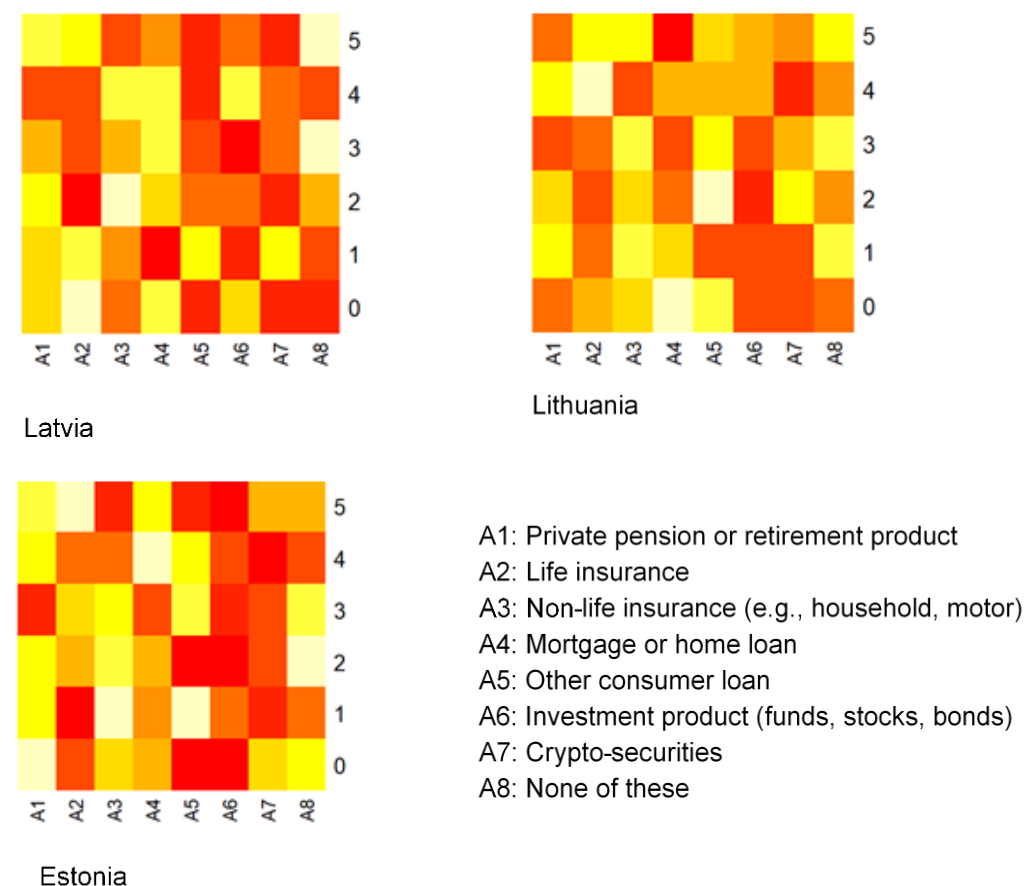 5
4
3
2
1
0
A1 A2 A3 A4 A5 A6 A7 A8
Latvia
5
4
3
2
1
0
A1 A2 A3 A4 A5 A6 A7 A8
Lithuania
5
4
3
2
1
0
A1 A2 A3 A4 A5 A6 A7 A8
Estonia
A1: Private pension or retirement product
A2: Life insurance
A3: Non-life insurance (e.g., household, motor)
A4: Mortgage or home loan
A5: Other consumer loan
A6: Investment product (funds, stocks, bonds)
A7: Crypto-securities
A8: None of these